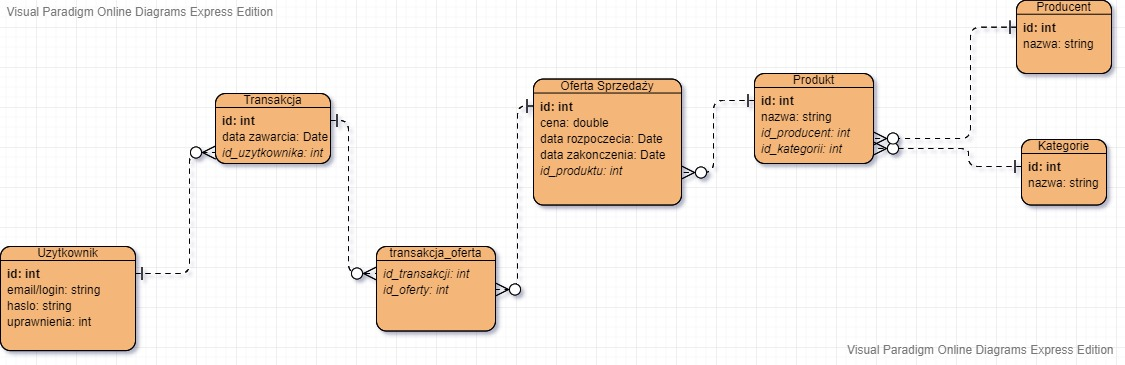 Visual Paradigm Online Diagrams Express Edition
Producent
id: int
nazwa: string
Transakcja
id: int
data zawarcia: Date
id_uzytkownika: int
Oferta Sprzedaży
id: int
cena: double
data rozpoczecia: Date
data zakonczenia: Date
id_produktu: int
Produkt
id: int
nazwa: string
id_producent: int
id_kategorii: int
Kategorie
id: int
nazwa: string
Uzytkownik
id: int
email/login: string
haslo: string
uprawnienia: int
transakcja_oferta
id_transakcji: int
id_oferty: int
Visual Paradigm Online Diagrams Express Edition